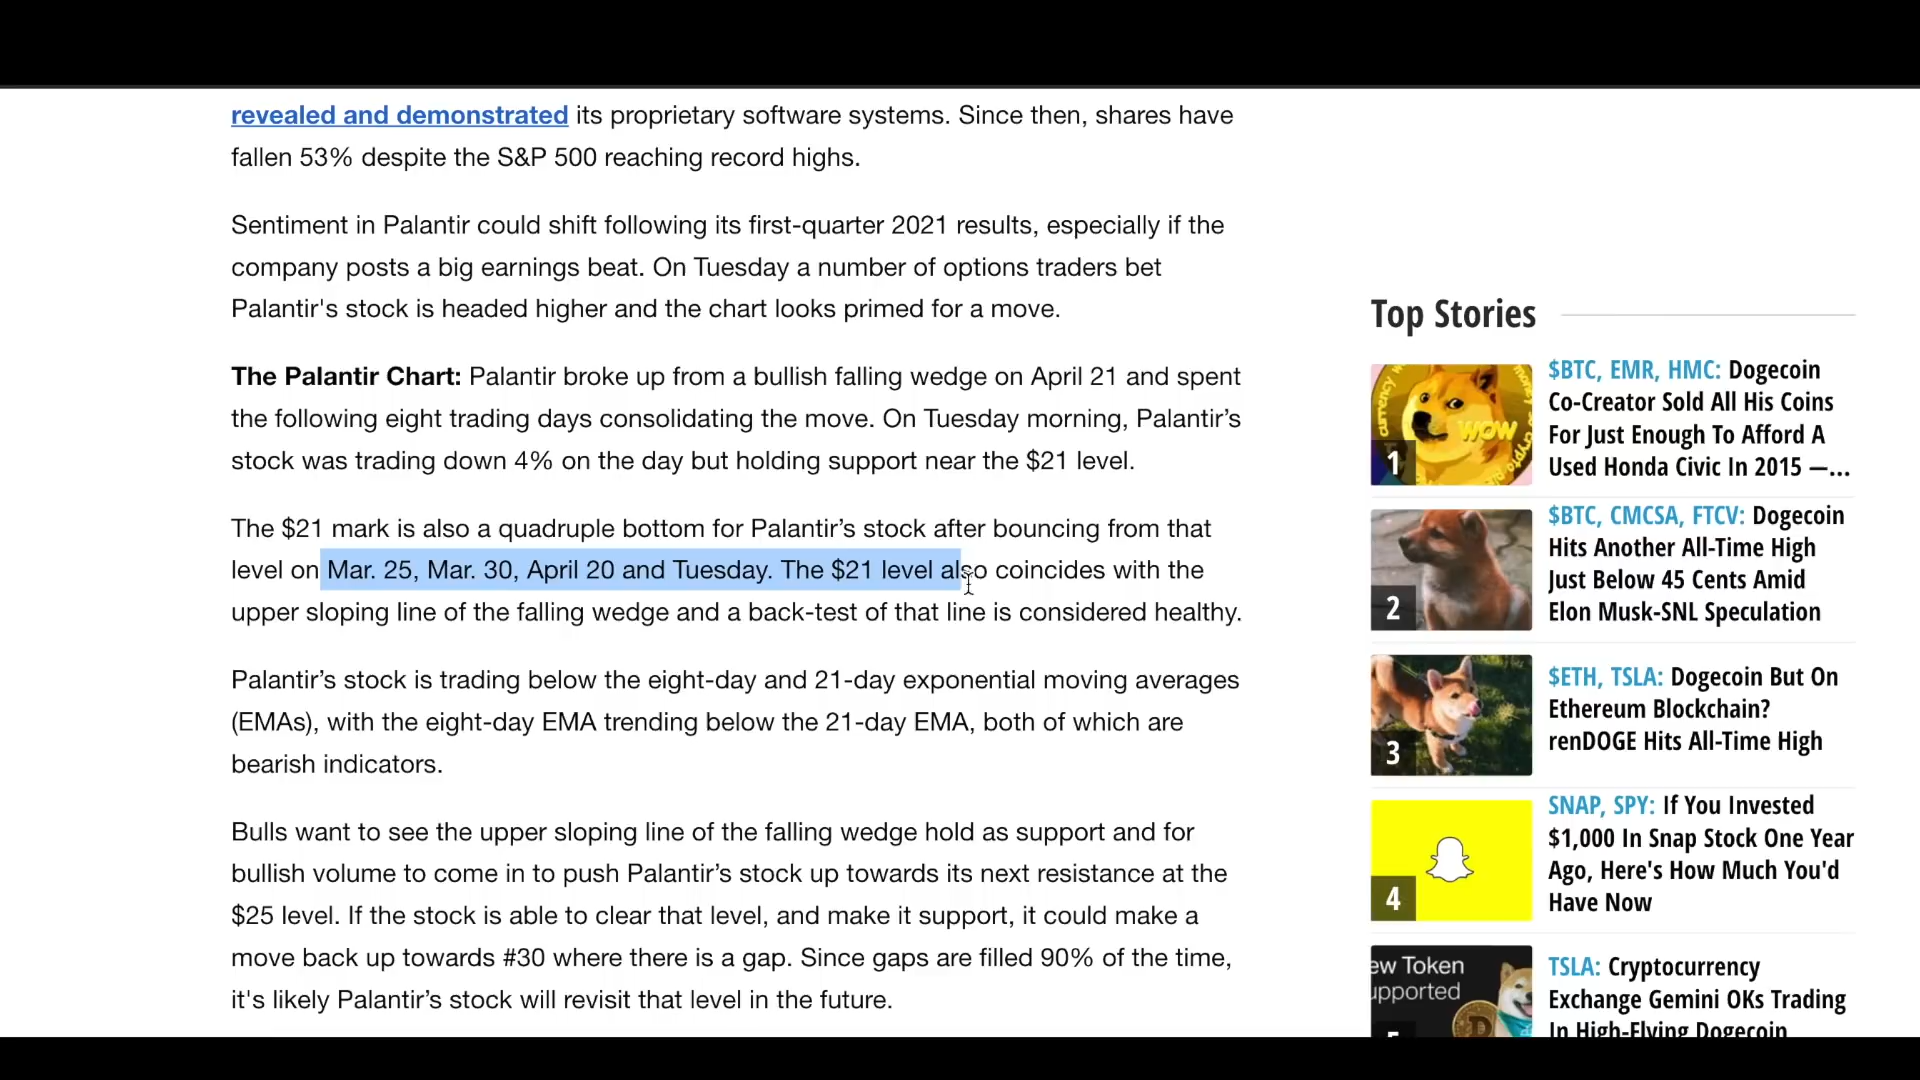 revealed and demonstrated its proprietary software systems. Since then, shares have
fallen 53% despite the S&P 500 reaching record highs.
Sentiment in Palantir could shift following its first-quarter 2021 results, especially if the
company posts a big earnings beat. On Tuesday a number of options traders bet
Palantir's stock is headed higher and the chart looks primed for a move.
The Palantir Chart: Palantir broke up from a bullish falling wedge on April 21 and spent
the following eight trading days consolidating the move. On Tuesday morning, Palantir’s
stock was trading down 4% on the day but holding support near the $21 level.
The $21 mark is also a quadruple bottom for Palantir’s stock after bouncing from that
level on Mar. 25, Mar. 30, April 20 and Tuesday. The $21 level also coincides with the
upper sloping line of the falling wedge and a back-test of that line is considered healthy.
Palantir’s stock is trading below the eight-day and 21-day exponential moving averages
(EMAs), with the eight-day EMA trending below the 21-day EMA, both of which are
bearish indicators.
Bulls want to see the upper sloping line of the falling wedge hold as support and for
bullish volume to come in to push Palantir’s stock up towards its next resistance at the
$25 level. If the stock is able to clear that level, and make it support, it could make a
move back up towards #30 where there is a gap. Since gaps are filled 90% of the time,
it's likely Palantir’s stock will revisit that level in the future.
Top Stories
WOW
1
$BTC, EMR, HMC: Dogecoin
Co-Creator Sold All His Coins
For Just Enough To Afford A
Used Honda Civic In 2015 –...
2
$BTC, CMCSA, FTCV: Dogecoin
Hits Another All-Time High
Just Below 45 Cents Amid
Elon Musk-SNL Speculation
3
$ETH, TSLA: Dogecoin But On
Ethereum Blockchain?
renDOGE Hits All-Time High
4
SNAP, SPY: If You Invested
$1,000 In Snap Stock One Year
Ago, Here's How Much You'd
Have Now
ew Token
upported
TSLA: Cryptocurrency
Exchange Gemini OKs Trading
In High-Flying Dogecoin